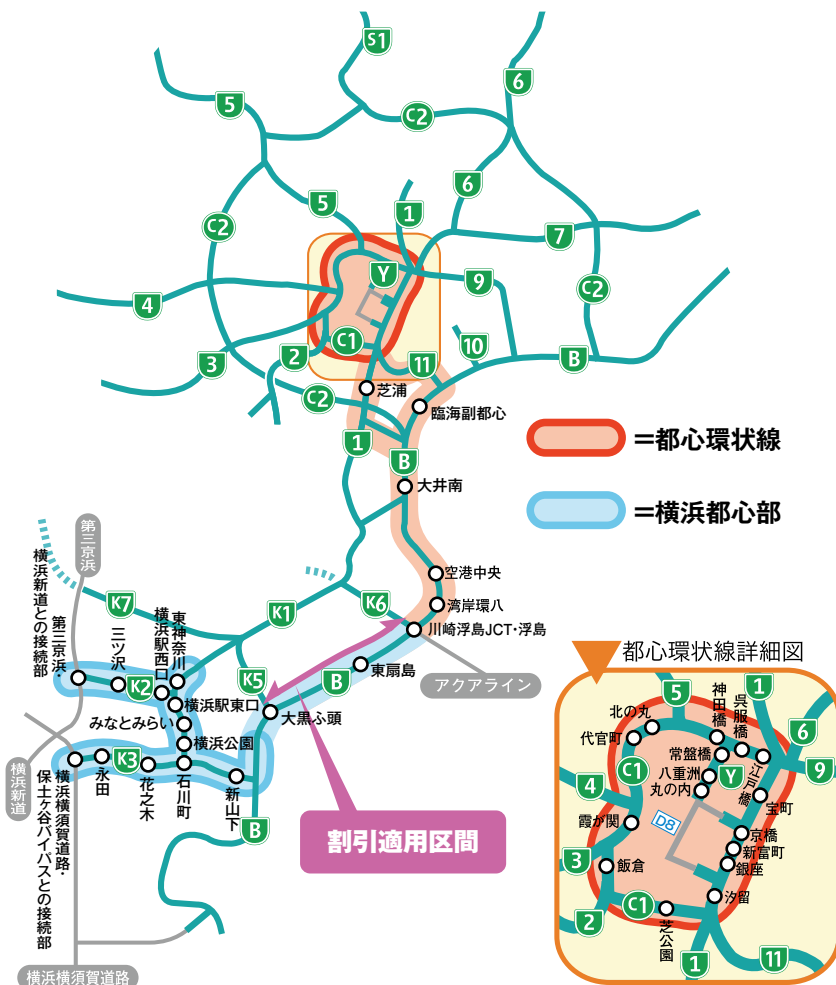 S1
5
C2
6
5
1
6
C2
7
Y
9
C2
4
C1
10
2
11
B
3
C2
芝浦
臨海副都心
1
B
=都心環状線
大井南
=横浜都心部
第三京浜
空港中央
湾岸環八
K7
K1
K6
川崎浮島JCT・浮島
第三京浜・
横浜新道との接続部
三ツ沢
横浜駅西口
東神奈川
K2
K5
B
東扇島
アクアライン
横浜駅東口
大黒ふ頭
みなとみらい
横浜公園
K3
永田
花之木
石川町
新山下
横浜新道
横浜横須賀道路・
保土ヶ谷バイパスとの接続部
B
割引適用区間
横浜横須賀道路
都心環状線詳細図
5
神田橋
呉服橋
1
6
北の丸
代官町
常盤橋
C1
八重洲
Y
丸の内
江戸橋
9
4
宝町
霞が関
D8
京橋
新富町
銀座
3
飯倉
汐留
2
C1
芝公園
1
11